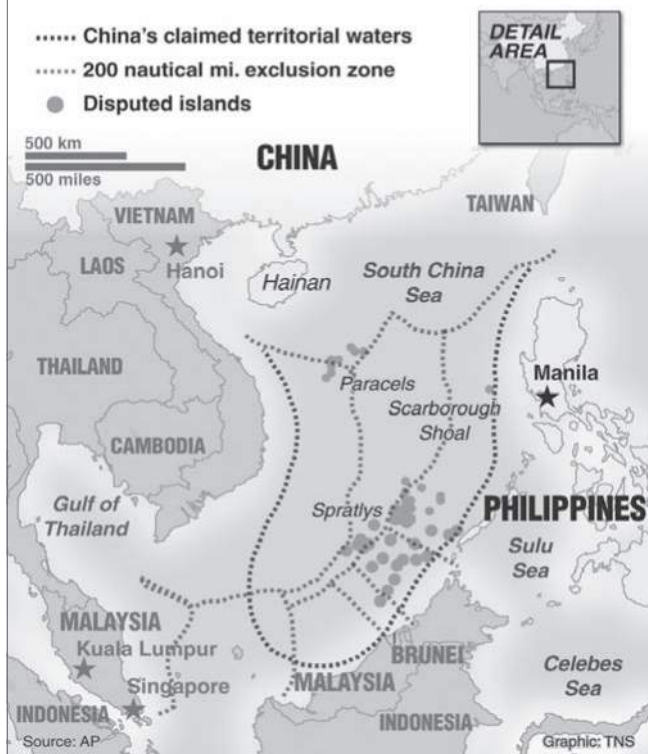 China's claimed territorial waters
200 nautical mi. exclusion zone
Disputed islands
DETAIL
AREA
500 km
500 miles
CHINA
TAIWAN
VIETNAM
Hanoi
LAOS
Hainan
South China
Sea
THAILAND
Paracels
Manila
Scarborough
Shoal
CAMBODIA
Gulf of
Thailand
Spratlys
PHILIPPINES
Sulu
Sea
MALAYSIA
Kuala Lumpur
Singapore
BRUNEI
MALAYSIA
Celebes
Sea
INDONESIA
INDONESIA
Source: AP
Graphic: TNS